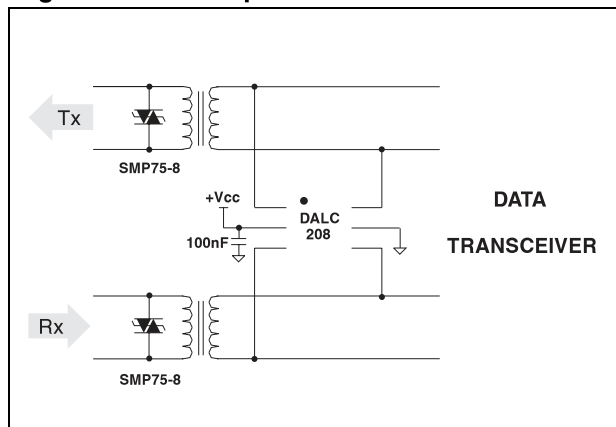 Tx
SMP75-8
+Vcc
DALC
208
100nF
DATA
TRANSCEIVER
Rx
SMP75-8